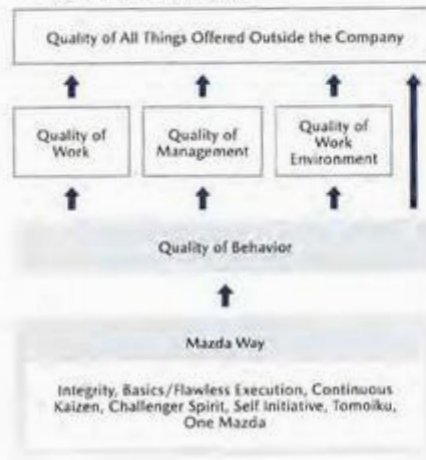 Quality of All Things Offered Outside the Company
Quality of
Work
Quality of
Management
Quality of
Work
Environment
Quality of Behavior
Mazda Way
Integrity, Basics/Flawless Execution, Continuous
Kaizen, Challenger Spirit, Self Initiative, Tomoiku,
One Mazda